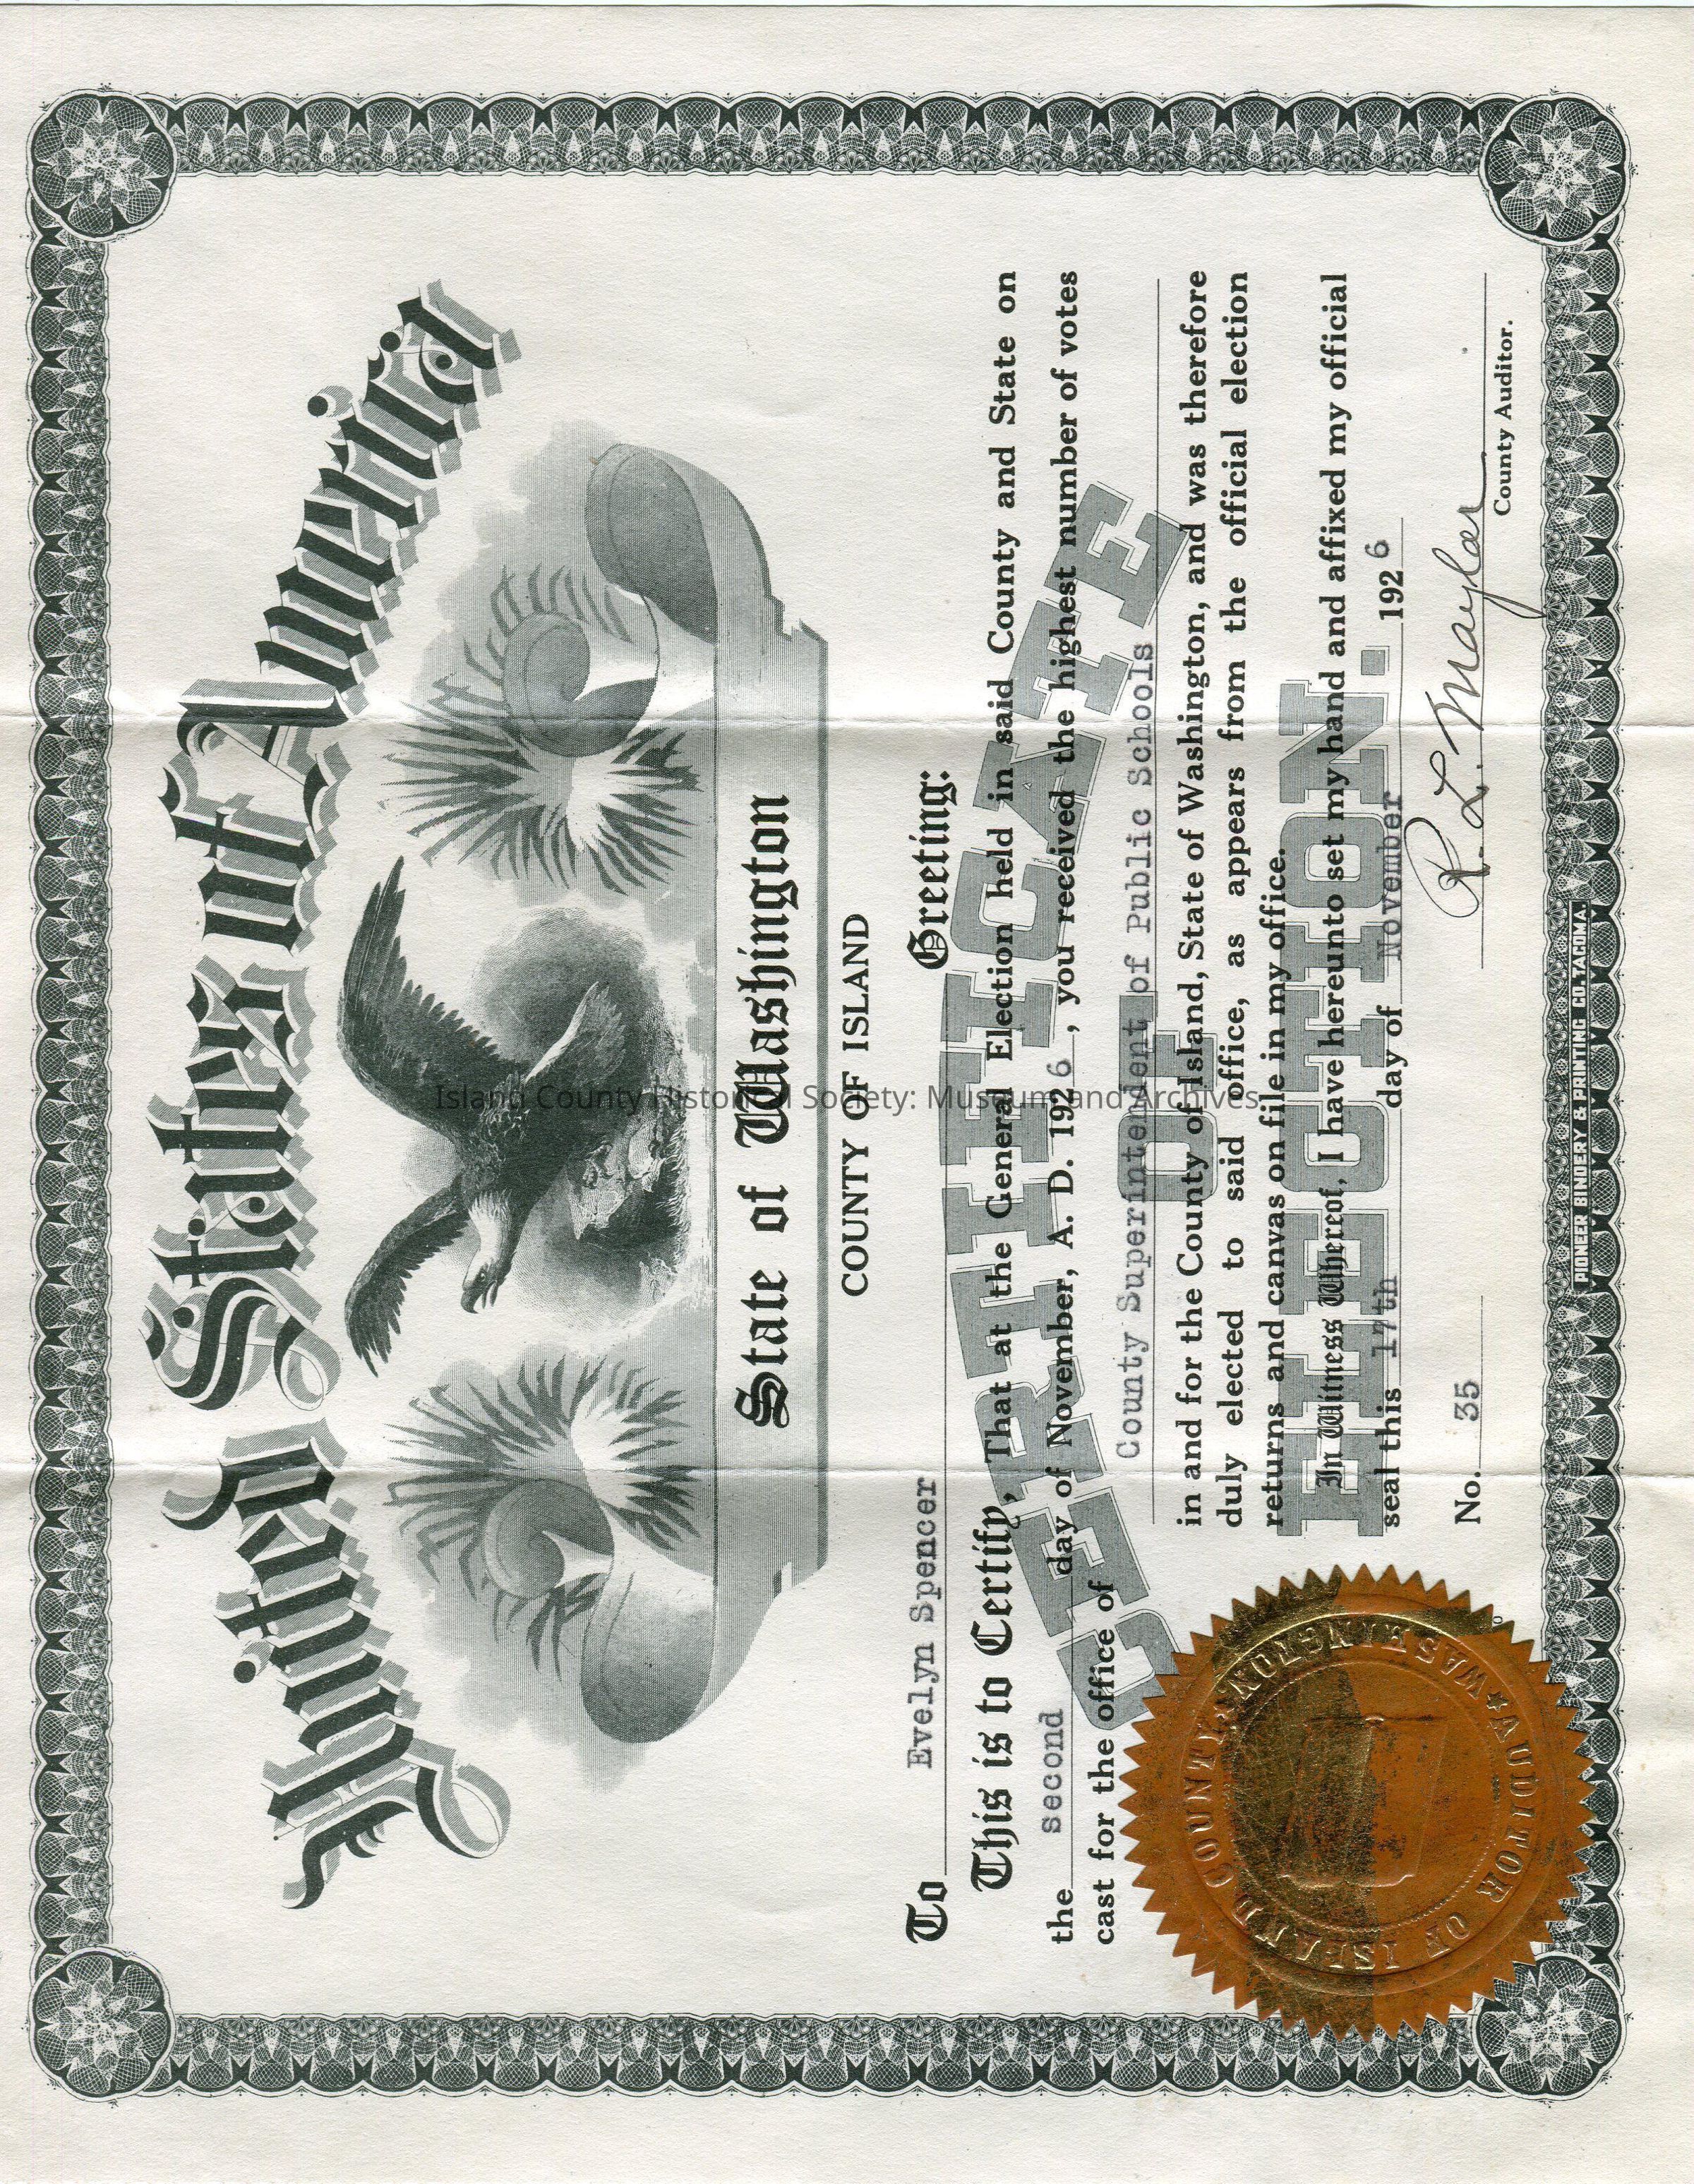 United States of America
State of Washington
COUNTY OF ISLAND
To Evelyn Spencer Greeting:
This is to Certify, That at the General Election held in said County and State on
the second day of November, A. D. 1926, you received the highest number of votes
cast for the office of County Superintendent of Public Schools
in and for the County of Island, State of Washington, and was therefore
duly elected to said office, as appears from the official election
returns and canvas on file in my office.
In Witness Whereof, I have hereunto set my hand and affixed my official
seal this 17th day of November 1926
CERTIFICATE
OF
ELECTION.
No. 35
R. L. Maylor
County Auditor.
AUDITOR OF ISLAND COUNTY, WASHINGTON
PIONEER BINDERY & PRINTING CO. TACOMA.
Island County Historical Society: Museum and Archives